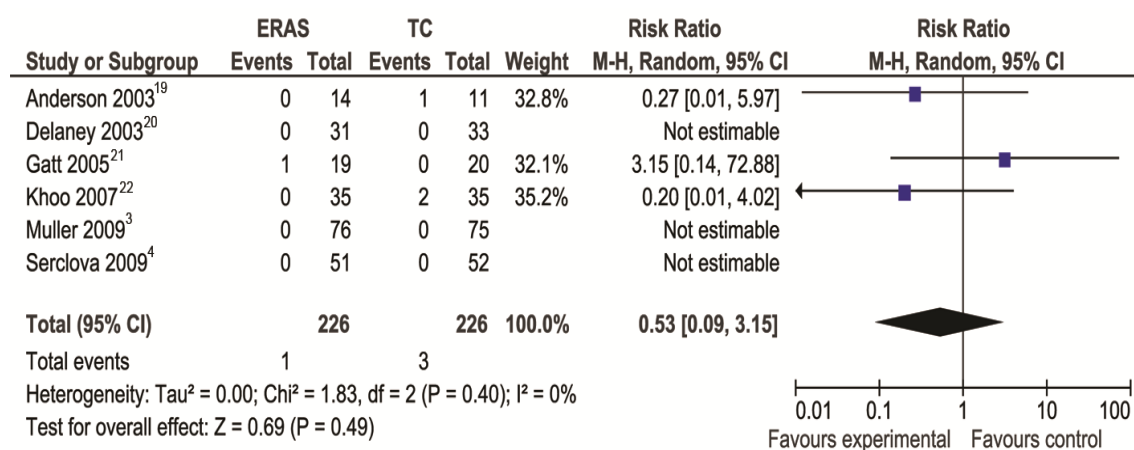 ERAS TC Risk Ratio Risk Ratio
Study or Subgroup Events Total Events Total Weight M-H, Random, 95% CI M-H, Random, 95% CI
Anderson 2003¹⁹ 0 14 1 11 32.8% 0.27 [0.01, 5.97]
Delaney 2003²⁰ 0 31 0 33 Not estimable
Gatt 2005²¹ 1 19 0 20 32.1% 3.15 [0.14, 72.88]
Khoo 2007²² 0 35 2 35 35.2% 0.20 [0.01, 4.02]
Muller 2009³ 0 76 0 75 Not estimable
Serclova 2009⁴ 0 51 0 52 Not estimable
Total (95% CI) 226 226 100.0% 0.53 [0.09, 3.15]
Total events 1 3
Heterogeneity: Tau² = 0.00; Chi² = 1.83, df = 2 (P = 0.40); I² = 0%
Test for overall effect: Z = 0.69 (P = 0.49)
0.01 0.1 1 10 100
Favours experimental Favours control